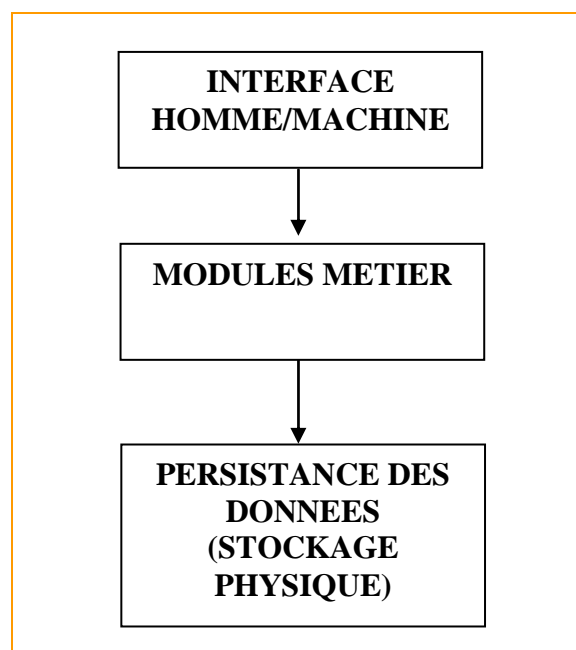 INTERFACE
HOMME/MACHINE
MODULES METIER
PERSISTANCE DES
DONNEES
(STOCKAGE
PHYSIQUE)